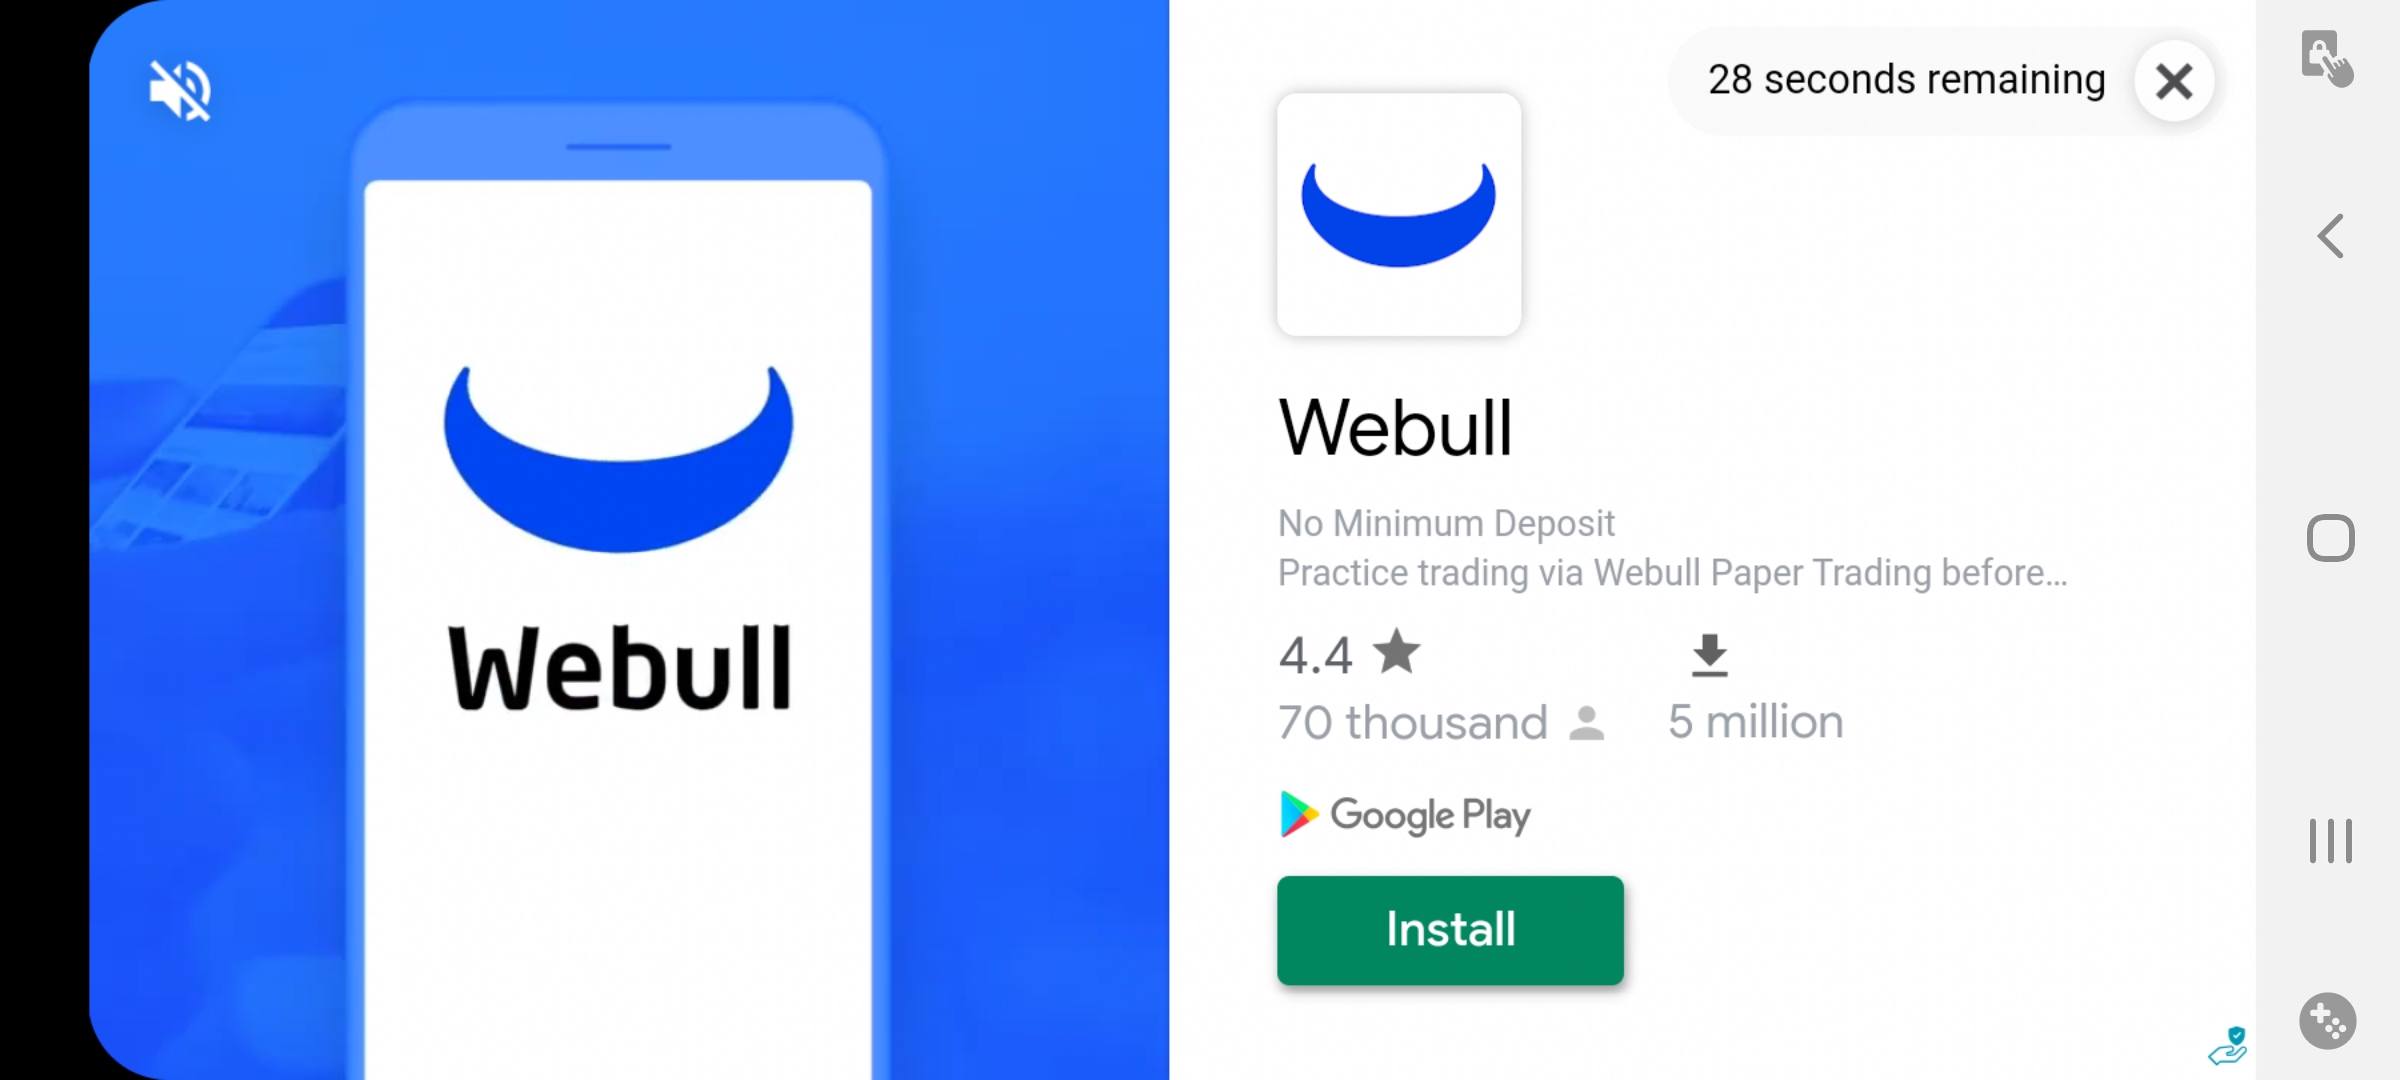 28 seconds remaining
Webull
Webull
No Minimum Deposit
Practice trading via Webull Paper Trading before...
4.4
70 thousand
5 million
Google Play
Install